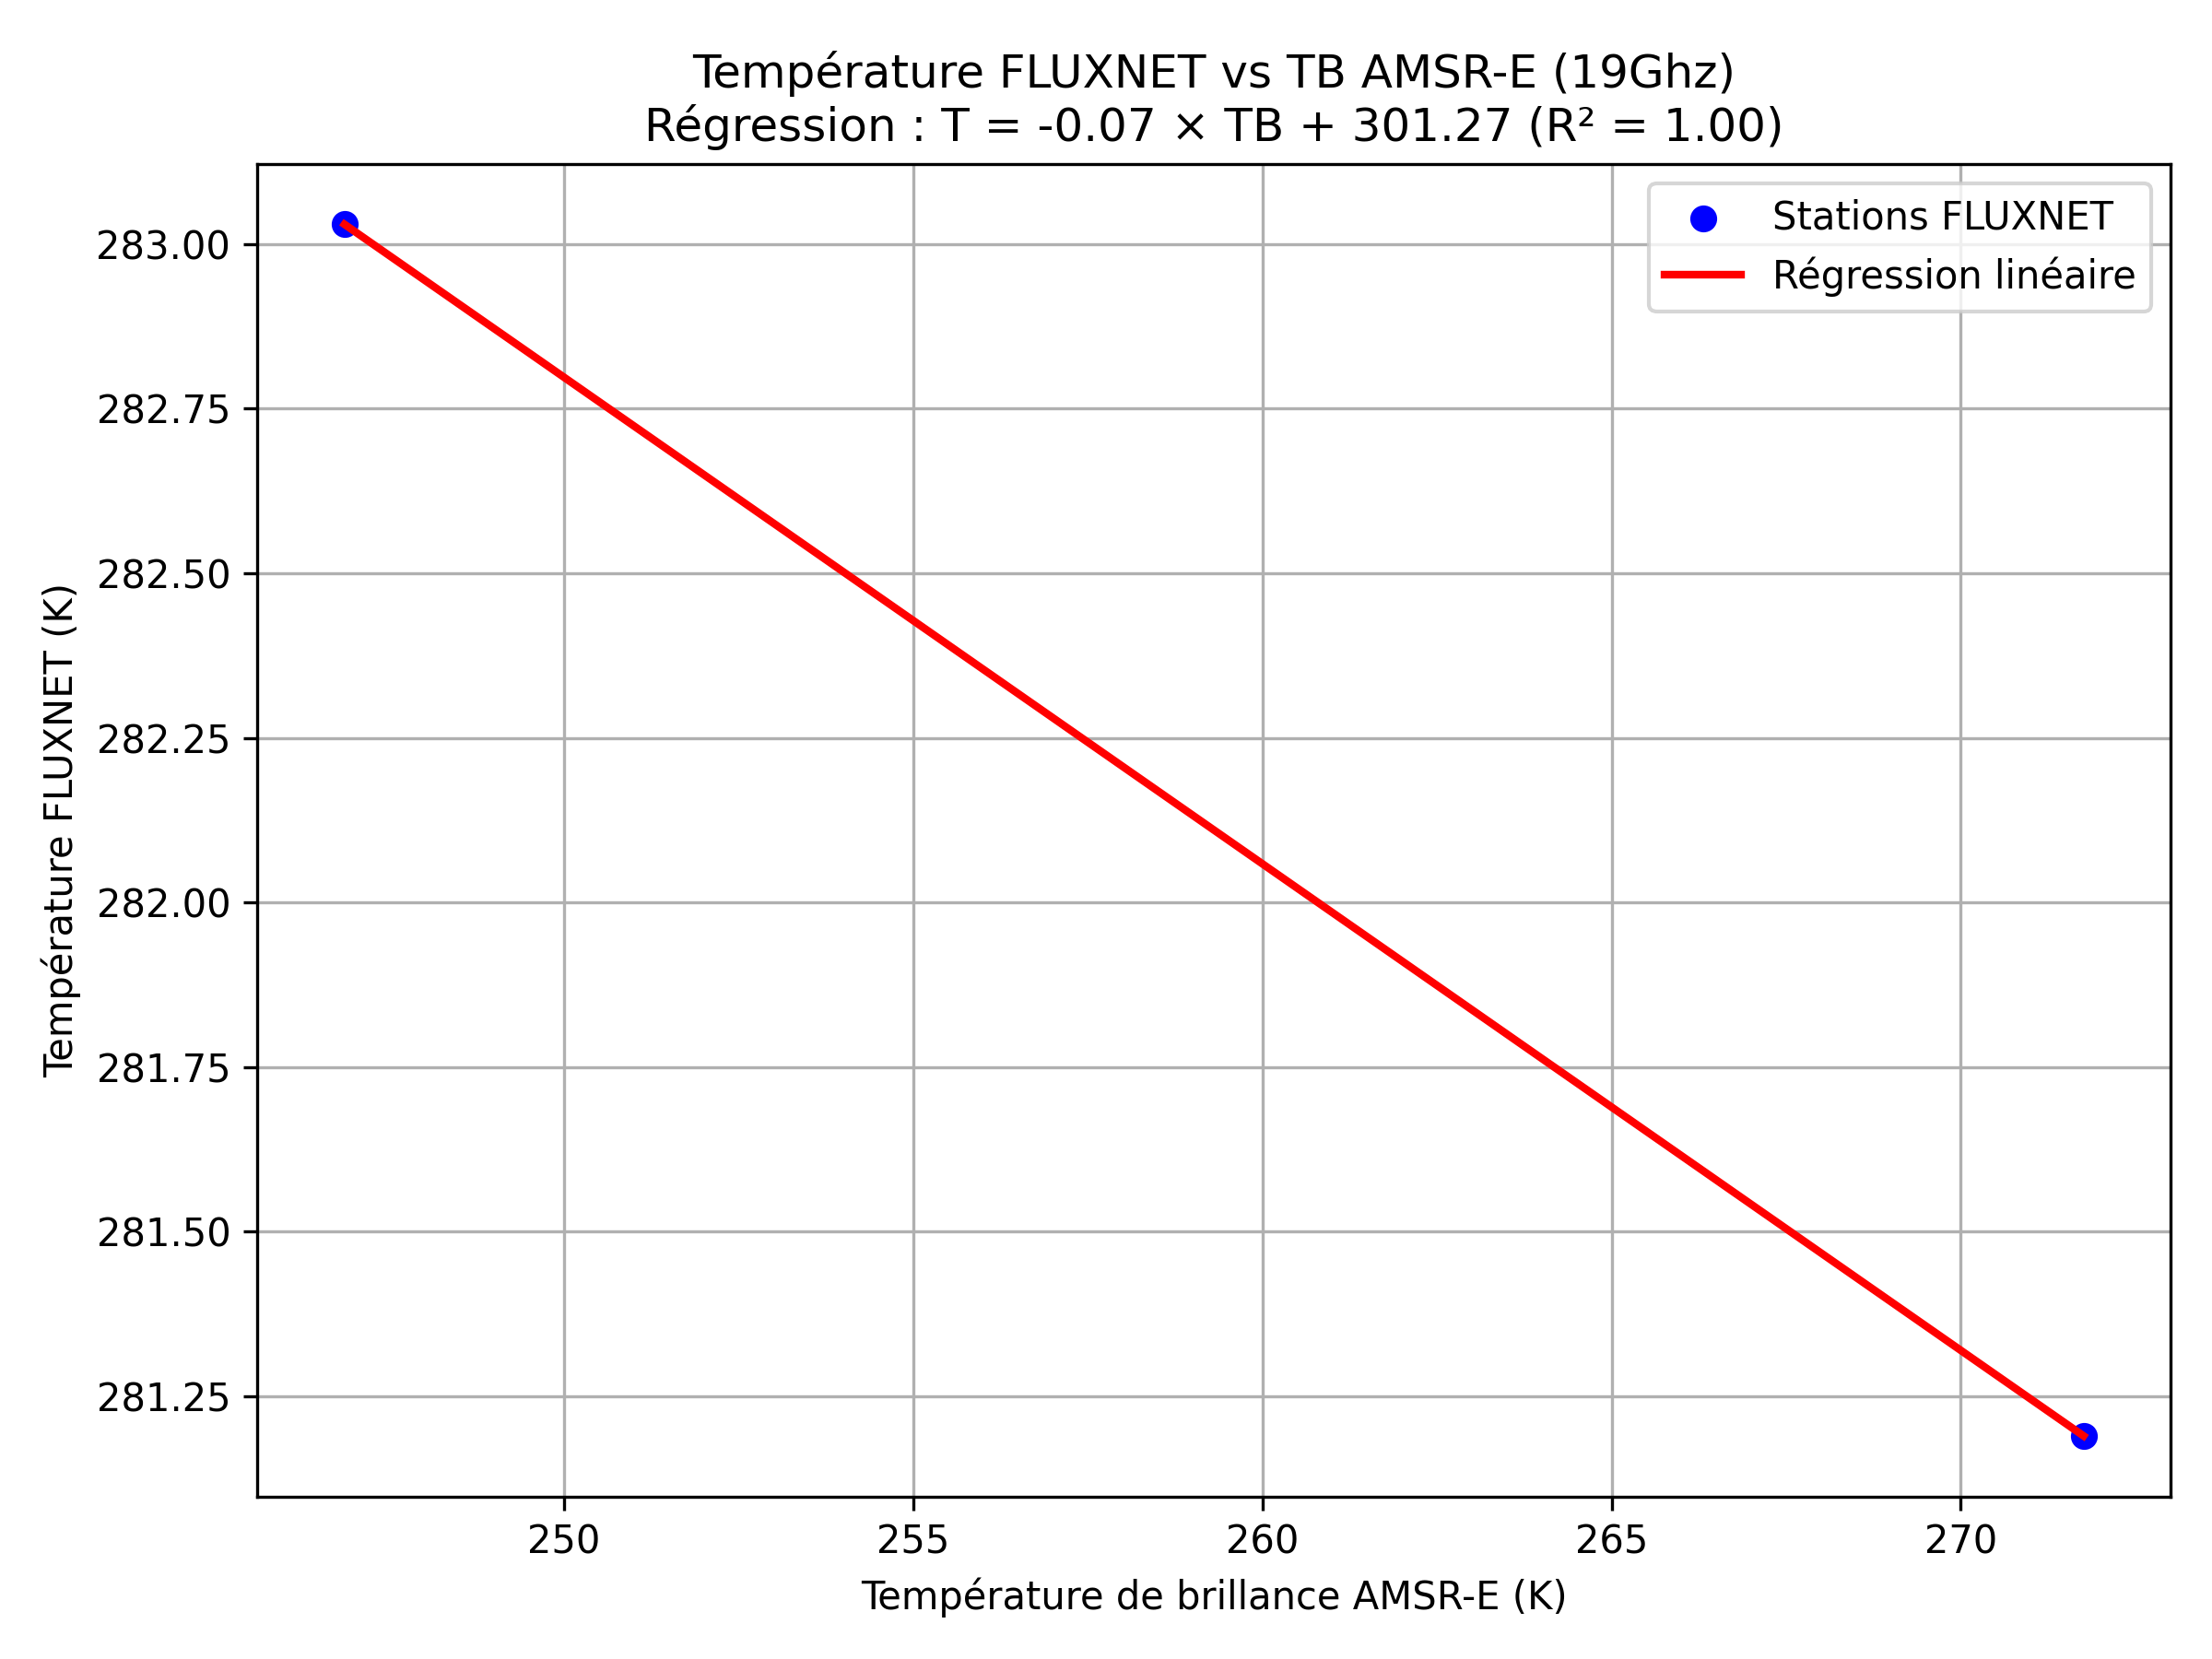 Température FLUXNET vs TB AMSR-E (19Ghz)
Régression : T = -0.07 × TB + 301.27 (R² = 1.00)
Stations FLUXNET
Régression linéaire
Température FLUXNET (K)
283.00
282.75
282.50
282.25
282.00
281.75
281.50
281.25
250
255
260
265
270
Température de brillance AMSR-E (K)